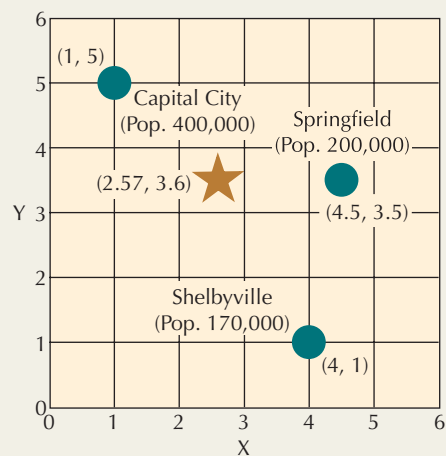 6
(1, 5)
5
Capital City
(Pop. 400,000)
Springfield
(Pop. 200,000)
4
(2.57, 3.6)
(4.5, 3.5)
Y
3
2
Shelbyville
(Pop. 170,000)
1
(4, 1)
0
0 1 2 3 4 5 6
X